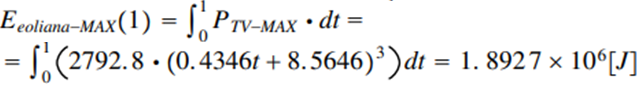 E_{eoliana–MAX}(1) = ∫_0^1 P_{TV–MAX} • dt =
= ∫_0^1 (2792.8 • (0.4346t + 8.5646)^3)dt = 1.8927 × 10^6[J]